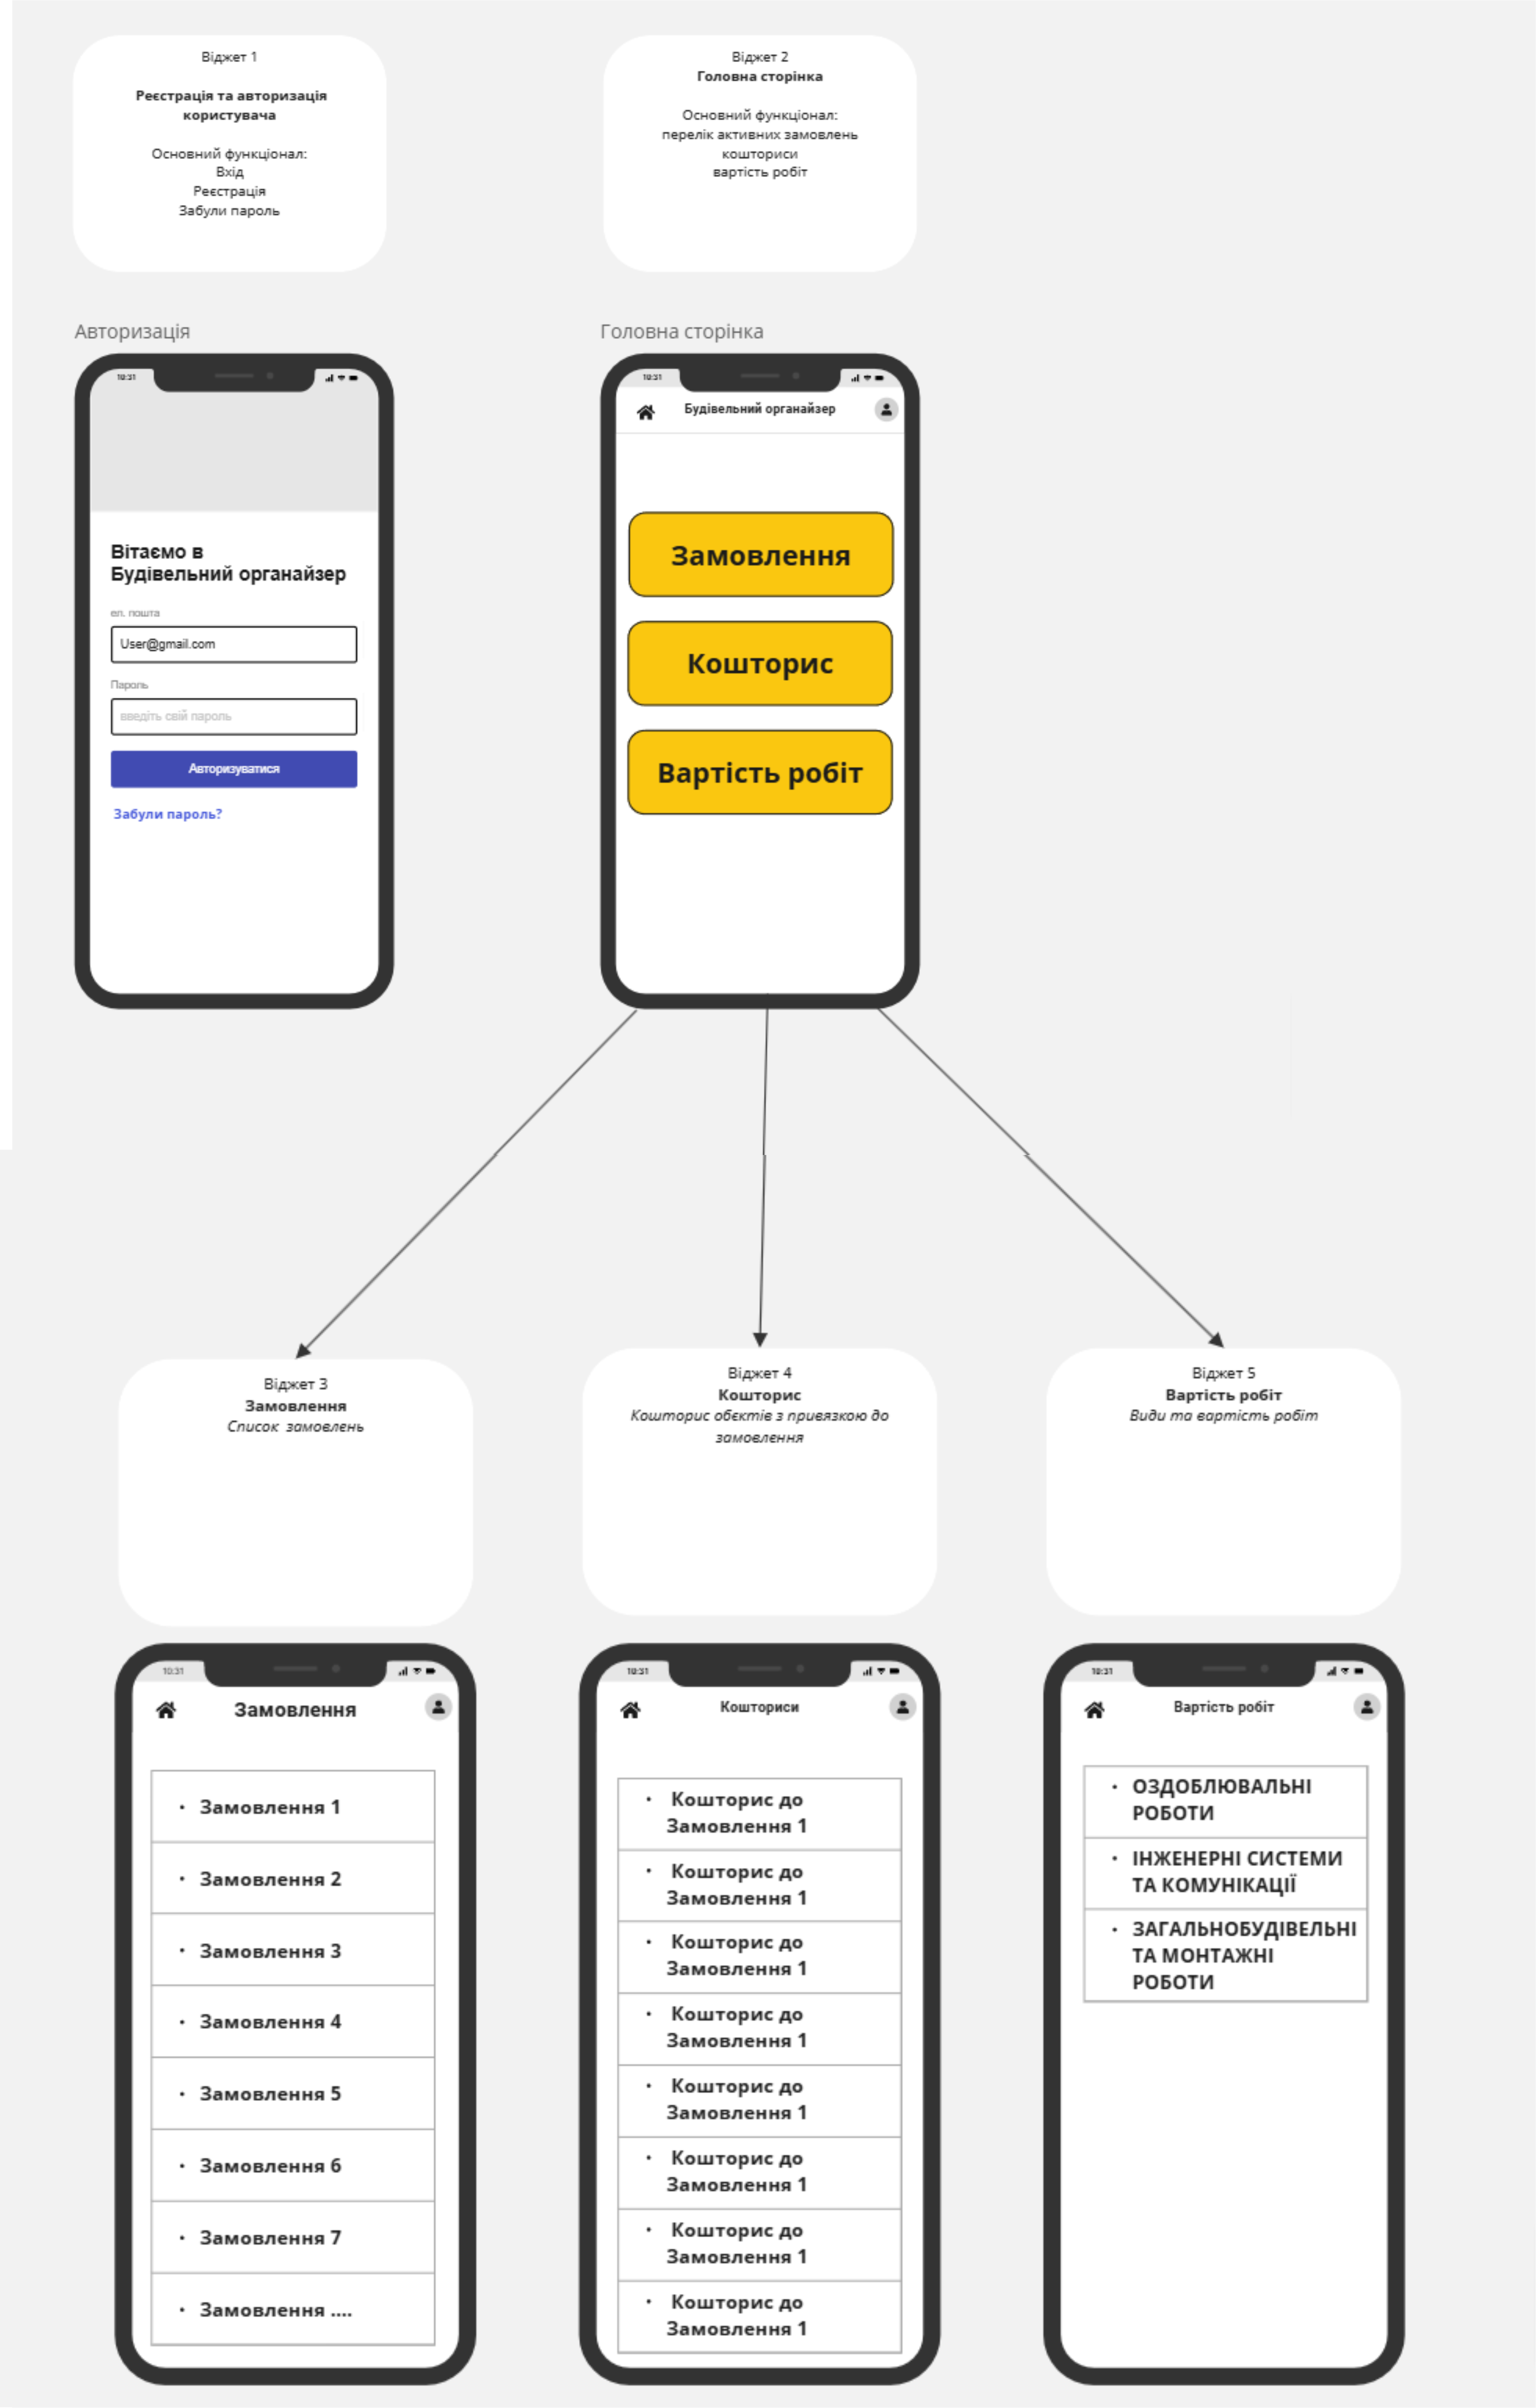 Віджет 1
Реєстрація та авторизація
користувача
Основний функціонал:
Вхід
Реєстрація
Забули пароль
Віджет 2
Головна сторінка
Основний функціонал:
перелік активних замовлень
кошториси
вартість робіт
Авторизація
10:31
Вітаємо в
Будівельний органайзер
ел. пошта
User@gmail.com
Пароль
введіть свій пароль
Авторизуватися
Забули пароль?
Головна сторінка
10:31
Будівельний органайзер
Замовлення
Кошторис
Вартість робіт
Віджет 3
Замовлення
Список замовлень
Віджет 4
Кошторис
Кошторис обєктів з привязкою до
замовлення
Віджет 5
Вартість робіт
Види та вартість робіт
10:31
Замовлення
• Замовлення 1
• Замовлення 2
• Замовлення 3
• Замовлення 4
• Замовлення 5
• Замовлення 6
• Замовлення 7
• Замовлення ....
10:31
Кошториси
• Кошторис до
Замовлення 1
• Кошторис до
Замовлення 1
• Кошторис до
Замовлення 1
• Кошторис до
Замовлення 1
• Кошторис до
Замовлення 1
• Кошторис до
Замовлення 1
• Кошторис до
Замовлення 1
• Кошторис до
Замовлення 1
10:31
Вартість робіт
• ОЗДОБЛЮВАЛЬНІ
РОБОТИ
• ІНЖЕНЕРНІ СИСТЕМИ
ТА КОМУНІКАЦІЇ
• ЗАГАЛЬНОБУДІВЕЛЬНІ
ТА МОНТАЖНІ
РОБОТИ